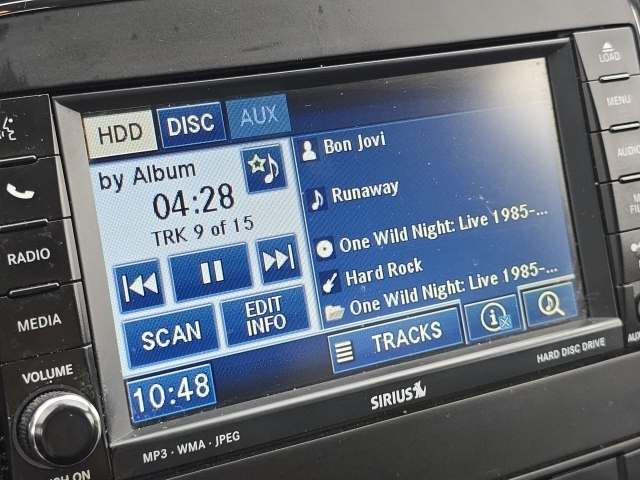 HDD DISC AUX
by Album
04:28
TRK 9 of 15
SCAN EDIT INFO
10:48
Bon Jovi
Runaway
One Wild Night: Live 1985-...
Hard Rock
One Wild Night: Live 1985-...
TRACKS
RADIO
MEDIA
VOLUME
MP3 · WMA · JPEG
SIRIUS
HARD DISC DRIVE
LOAD
MENU